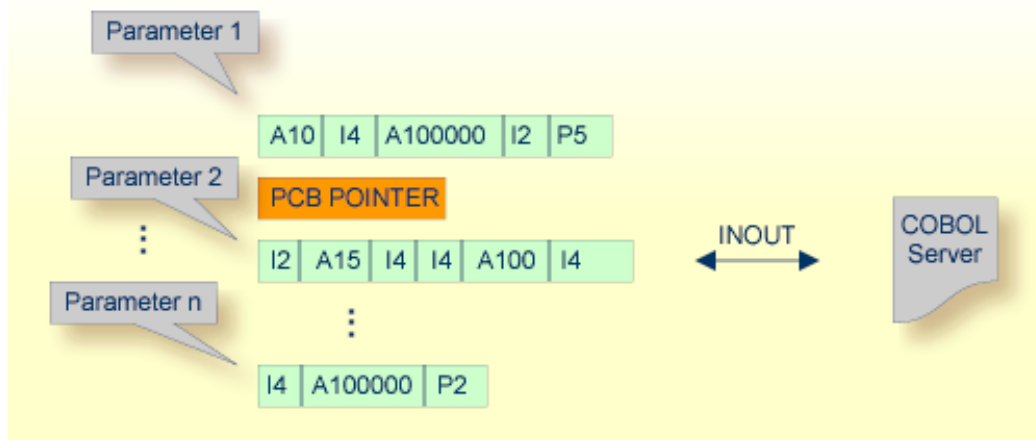 Parameter 1
A10 I4 A100000 I2 P5
Parameter 2
PCB POINTER
I2 A15 I4 I4 A100 I4
INOUT
COBOL
Server
Parameter n
I4 A100000 P2